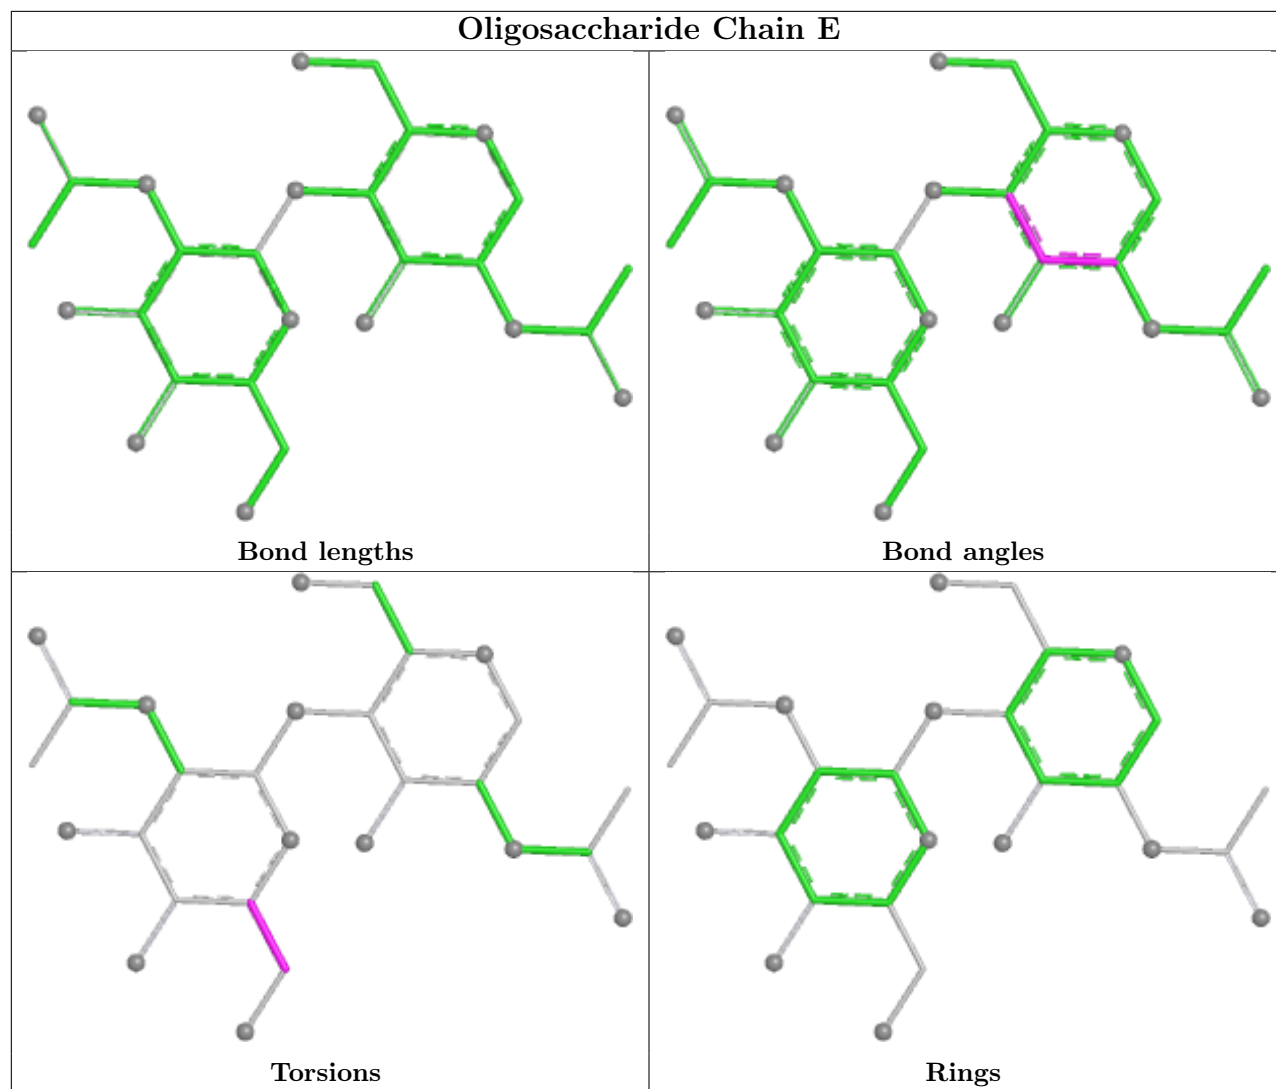 Oligosaccharide Chain E
Bond lengths
Bond angles
Torsions
Rings